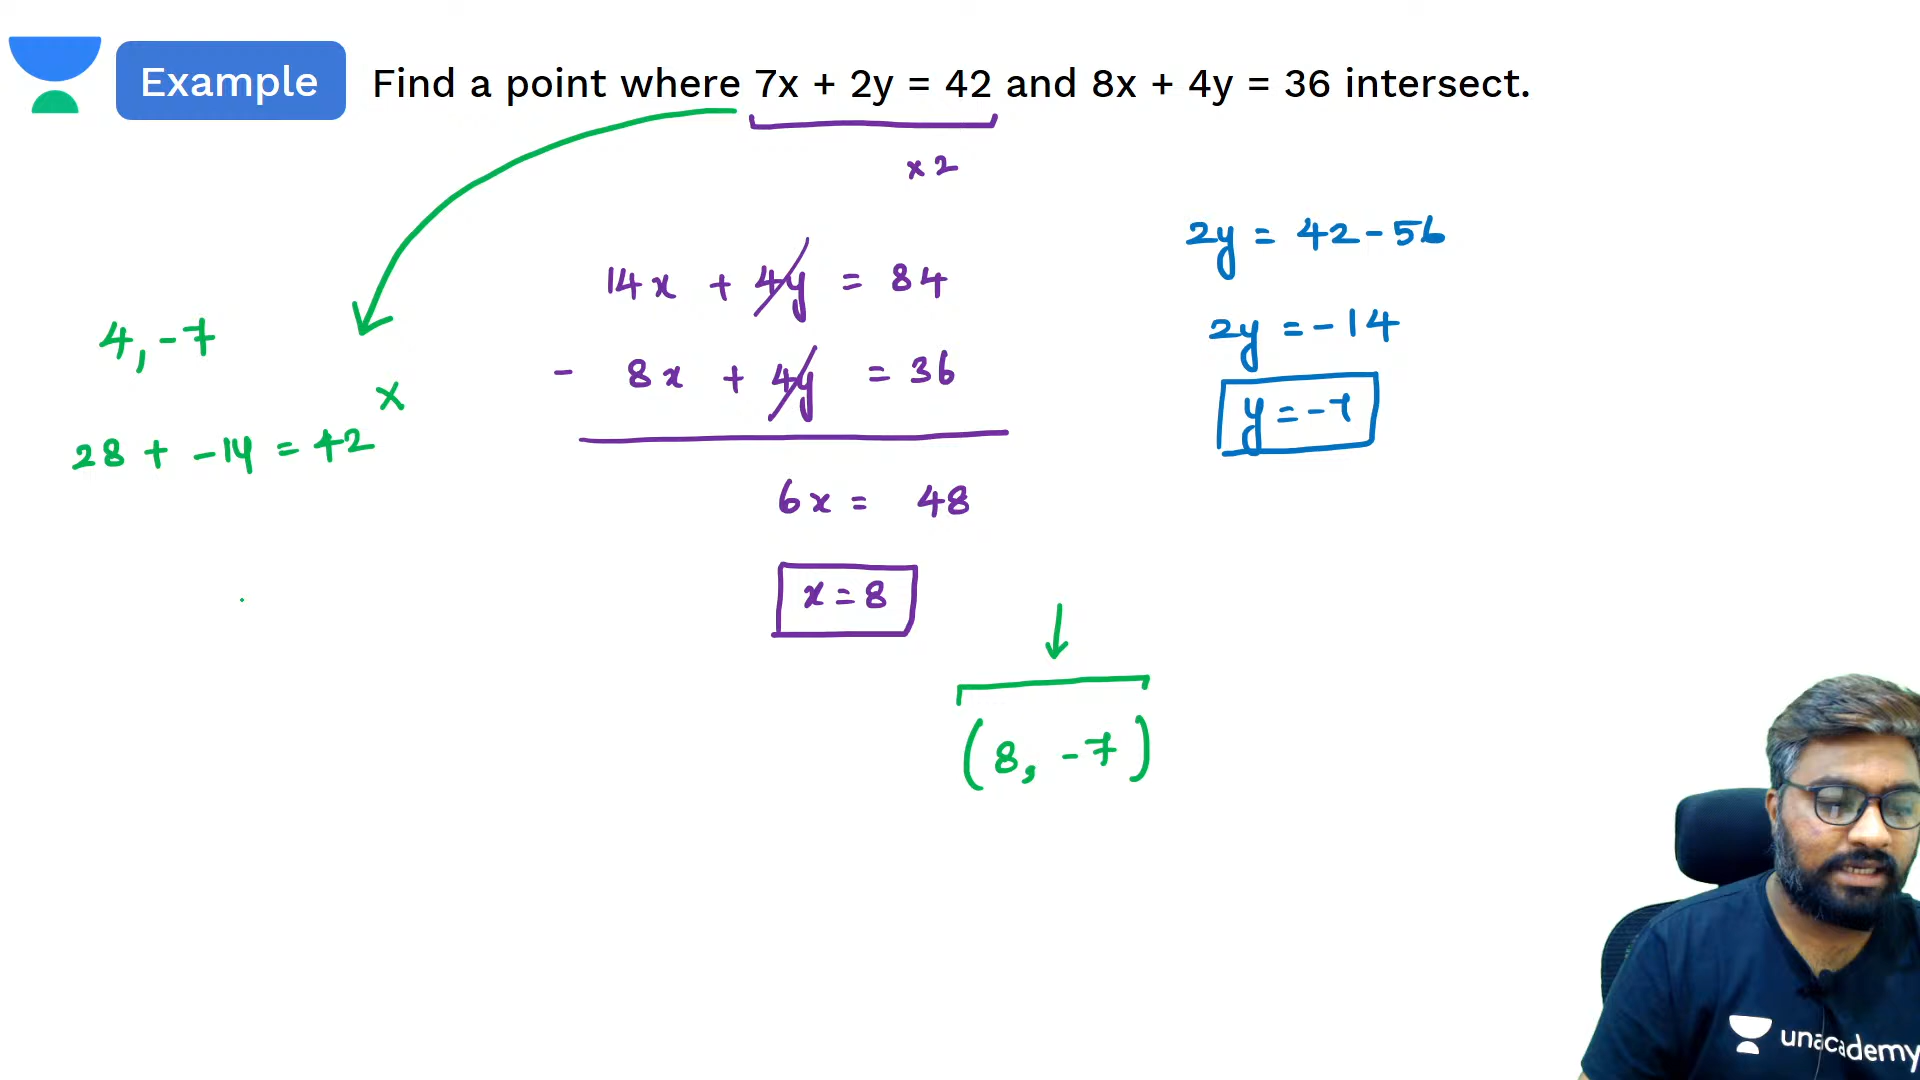 Example Find a point where 7x + 2y = 42 and 8x + 4y = 36 intersect.
x 2
14x + 4y = 84
- 8x + 4y = 36
6x = 48
x = 8
2y = 42 - 56
2y = -14
y = -7
4, -7
x
28 + -14 = 42
(8, -7)
unacademy